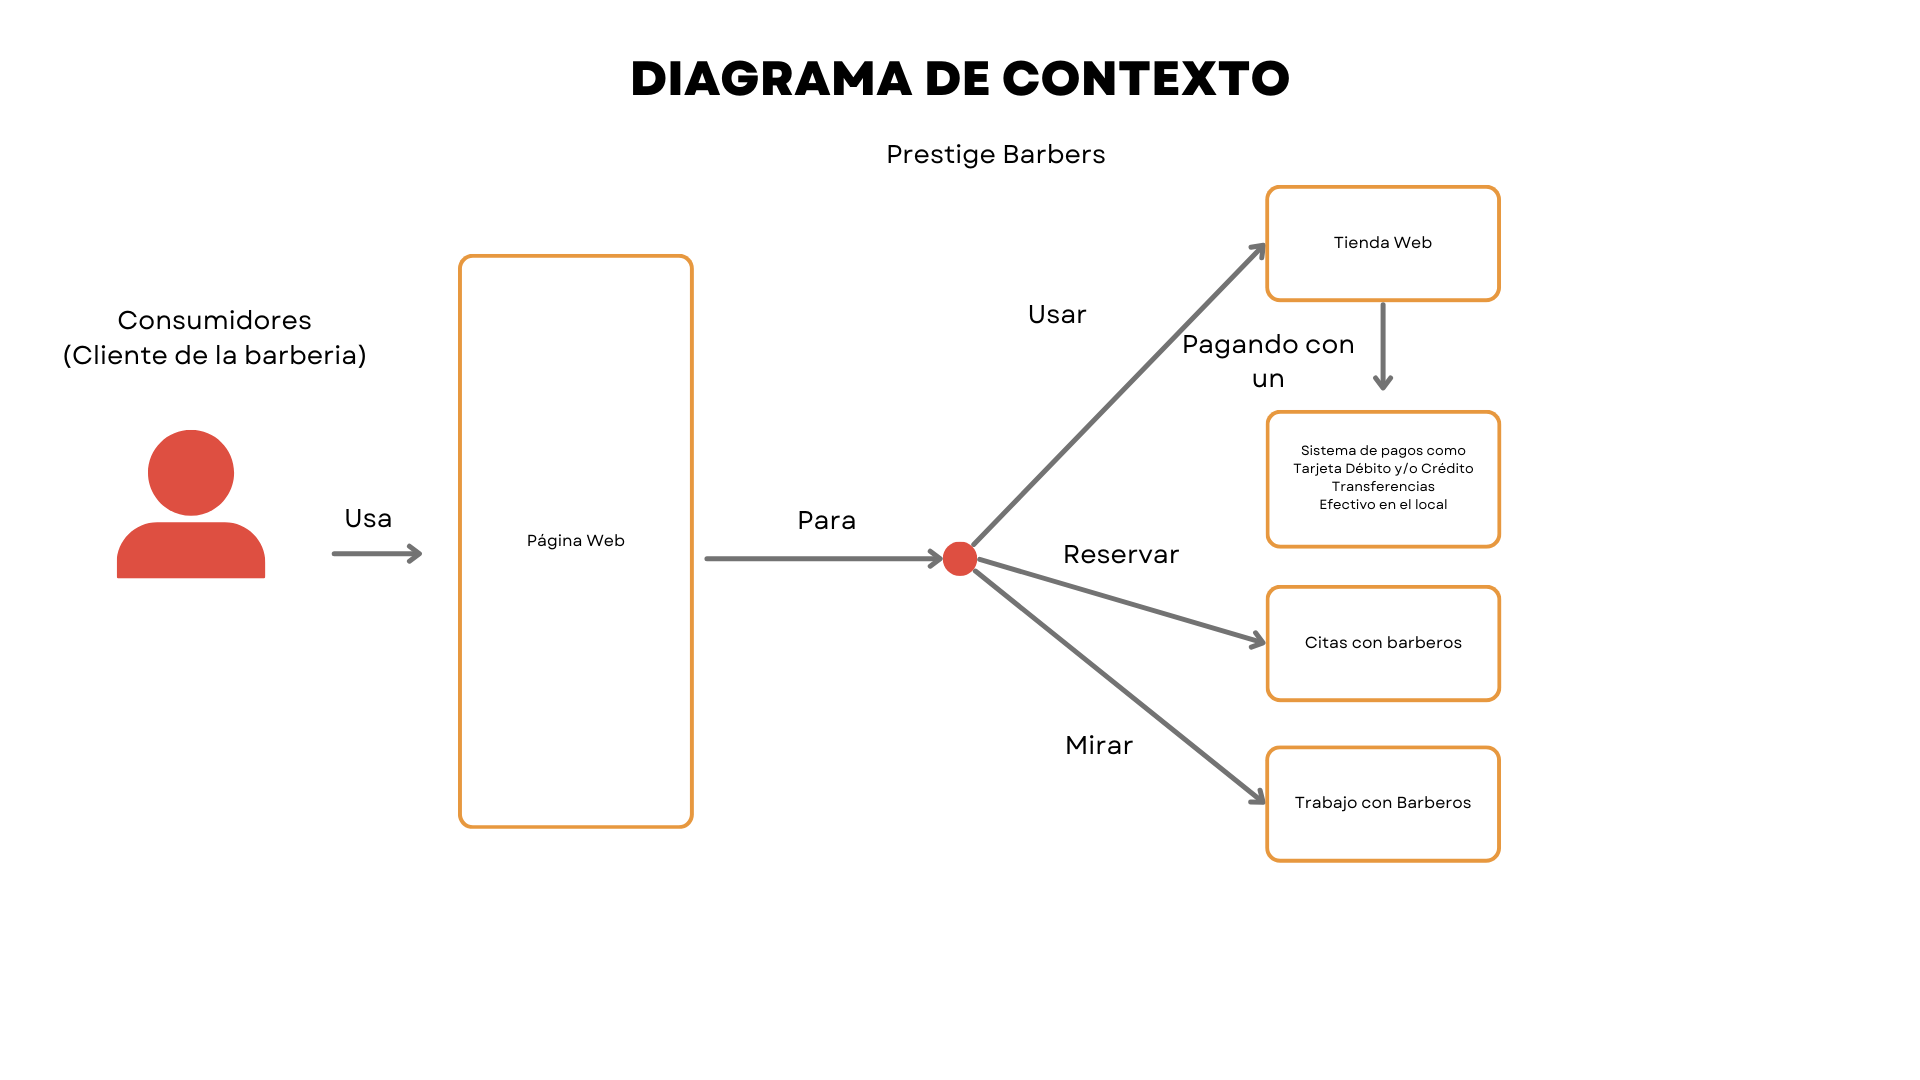 DIAGRAMA DE CONTEXTO
Prestige Barbers
Consumidores
(Cliente de la barberia)
Usa
Página Web
Para
Usar
Tienda Web
Pagando con
un
Sistema de pagos como
Tarjeta Débito y/o Crédito
Transferencias
Efectivo en el local
Reservar
Citas con barberos
Mirar
Trabajo con Barberos